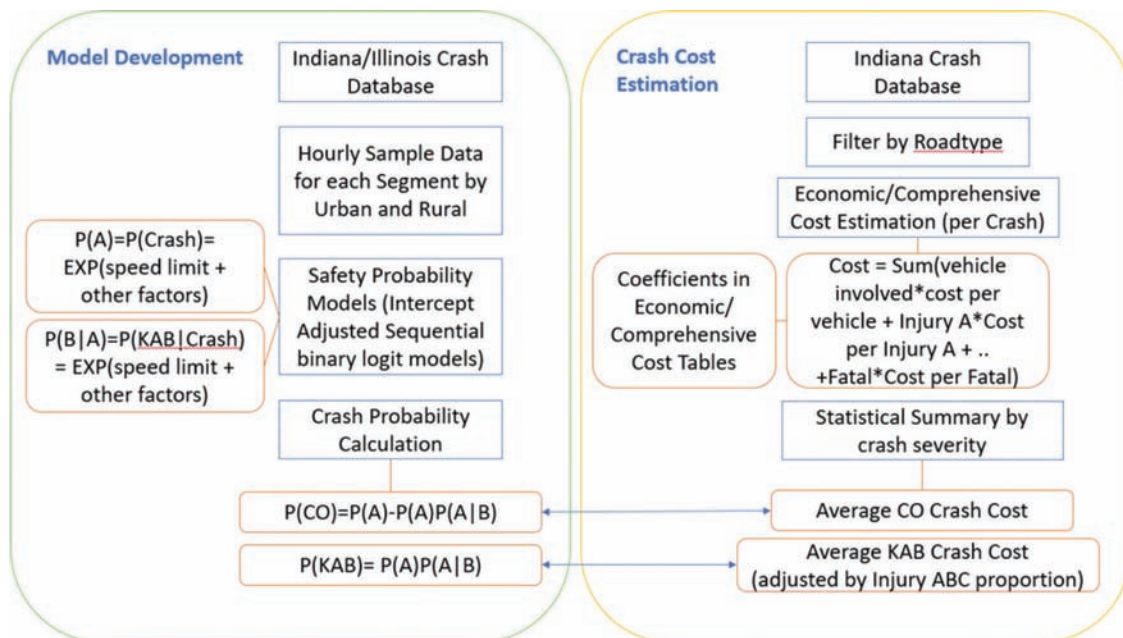 Model Development
Indiana/Illinois Crash
Database
Hourly Sample Data
for each Segment by
Urban and Rural
P(A)=P(Crash)=
EXP(speed limit +
other factors)
Safety Probability
Models (Intercept
Adjusted Sequential
binary logit models)
P(B|A)=P(KAB|Crash)
= EXP(speed limit +
other factors)
Crash Probability
Calculation
P(CO)=P(A)-P(A)P(A|B)
P(KAB)= P(A)P(A|B)
Crash Cost
Estimation
Indiana Crash
Database
Filter by Roadtype
Economic/Comprehensive
Cost Estimation (per Crash)
Coefficients in
Economic/
Comprehensive
Cost Tables
Cost = Sum(vehicle
involved*cost per
vehicle + Injury A*Cost
per Injury A + ..
+Fatal*Cost per Fatal)
Statistical Summary by
crash severity
Average CO Crash Cost
Average KAB Crash Cost
(adjusted by Injury ABC proportion)